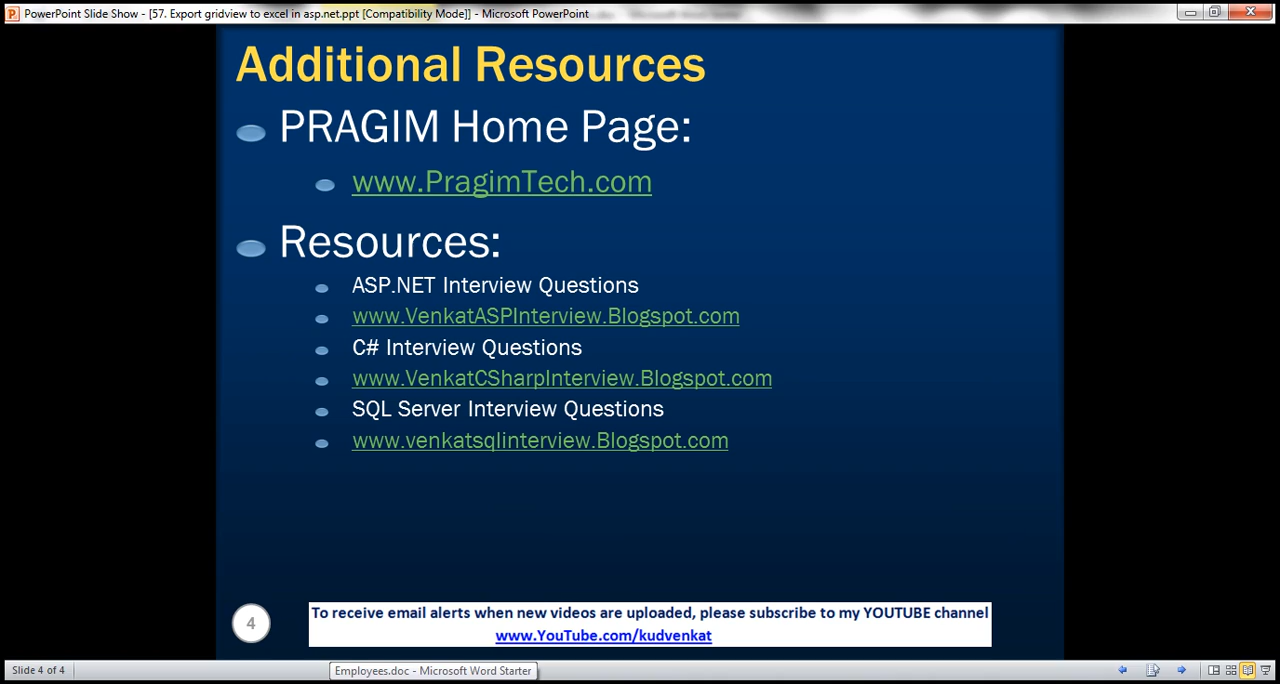 PowerPoint Slide Show - [57. Export gridview to excel in asp.net.ppt [Compatibility Mode]] - Microsoft PowerPoint
Additional Resources
PRAGIM Home Page:
www.PragimTech.com
Resources:
ASP.NET Interview Questions
www.VenkatASPInterview.Blogspot.com
C# Interview Questions
www.VenkatCSharpInterview.Blogspot.com
SQL Server Interview Questions
www.venkatsqlinterview.Blogspot.com
4
To receive email alerts when new videos are uploaded, please subscribe to my YOUTUBE channel
www.YouTube.com/kudvenkat
Slide 4 of 4
Employees.doc - Microsoft Word Starter